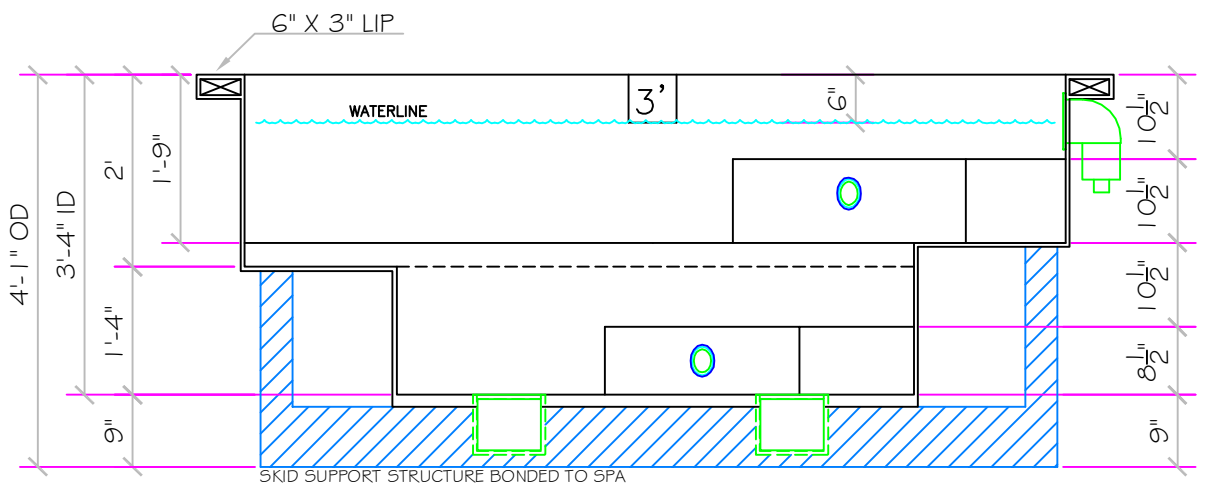 6" X 3" LIP
WATERLINE
3'
6"
4'-1" OD
3'-4" ID
2'
1'-9"
1'-4"
9"
10 1/2"
10 1/2"
10 1/2"
8 1/2"
9"
SKID SUPPORT STRUCTURE BONDED TO SPA